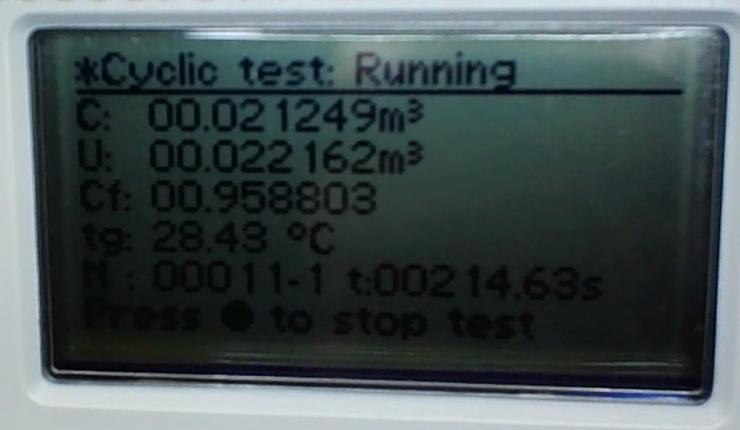 *Cyclic test: Running
C: 00.021249m³
U: 00.022162m³
Cf: 00.958803
tg: 28.43 °C
N : 00011-1 t:00214.63s
Press ● to stop test